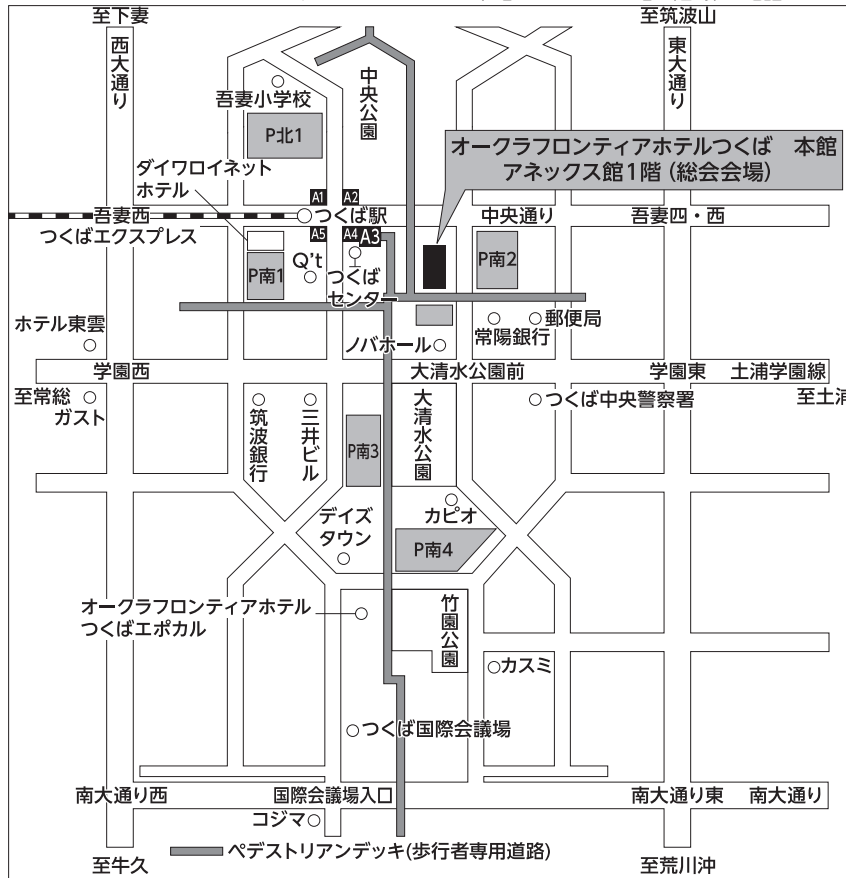 至下妻
至筑波山
西大通り
東大通り
中央公園
吾妻小学校
P北1
オークラフロンティアホテルつくば 本館
アネックス館1階 (総会会場)
ダイワロイネット
ホテル
A1
A2
吾妻西
つくば駅
中央通り
吾妻四・西
つくばエクスプレス
A5
A4
A3
P南1
Q't
つくば
センター
P南2
ホテル東雲
ノバホール
常陽銀行
郵便局
学園西
大清水公園前
学園東
土浦学園線
至常総
ガスト
筑波銀行
三井ビル
P南3
大清水公園
つくば中央警察署
至土浦
デイズ
タウン
カピオ
P南4
オークラフロンティアホテル
つくばエポカル
竹園公園
カスミ
つくば国際会議場
南大通り西
国際会議場入口
南大通り東
南大通り
コジマ
ペデストリアンデッキ(歩行者専用道路)
至牛久
至荒川沖